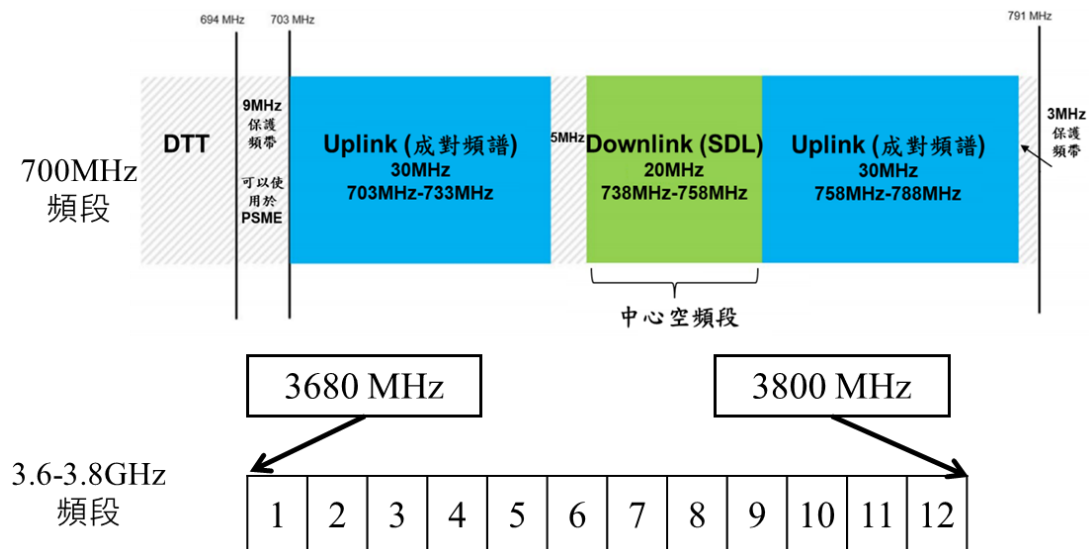 694 MHz
703 MHz
791 MHz
700MHz
頻段
DTT
9MHz
保護
頻帶
可以使
用於
PSME
Uplink (成對頻譜)
30MHz
703MHz-733MHz
5MHz
Downlink (SDL)
20MHz
738MHz-758MHz
Uplink (成對頻譜)
30MHz
758MHz-788MHz
3MHz
保護
頻帶
中心空頻段
3680 MHz
3800 MHz
3.6-3.8GHz
頻段
1 2 3 4 5 6 7 8 9 10 11 12